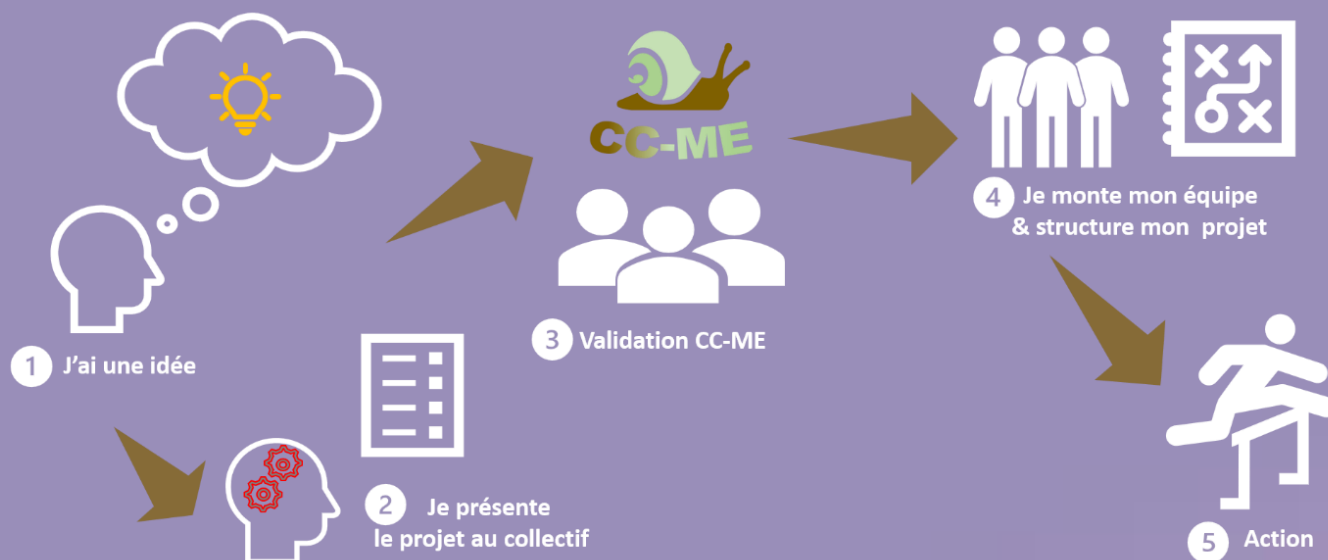 1 J'ai une idée
2 Je présente
le projet au collectif
CC-ME
3 Validation CC-ME
4 Je monte mon équipe
& structure mon projet
5 Action